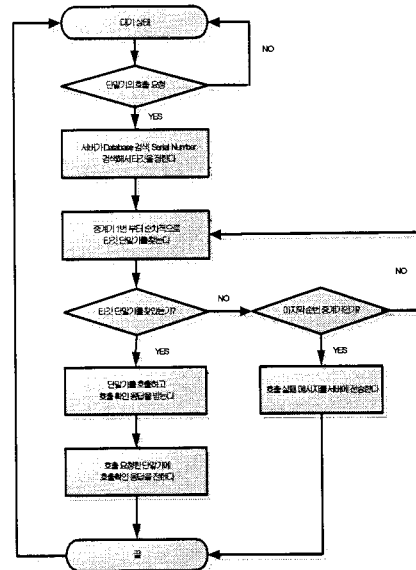 대기 상태
NO
단말기의 호출 요청
YES
서버가 Database 검색, Serial Number
검색해서 타깃을 정한다
중계기 1번 부터 순차적으로
타깃 단말기를 찾는다
NO
타깃 단말기를 찾았는가?
NO
마지막 순번 중계기인가?
YES
YES
단말기를 호출하고
호출 확인 응답을 받는다
호출 실패 메시지를 서버에 전송한다
호출 요청한 단말기에
호출확인 응답을 전한다
끝